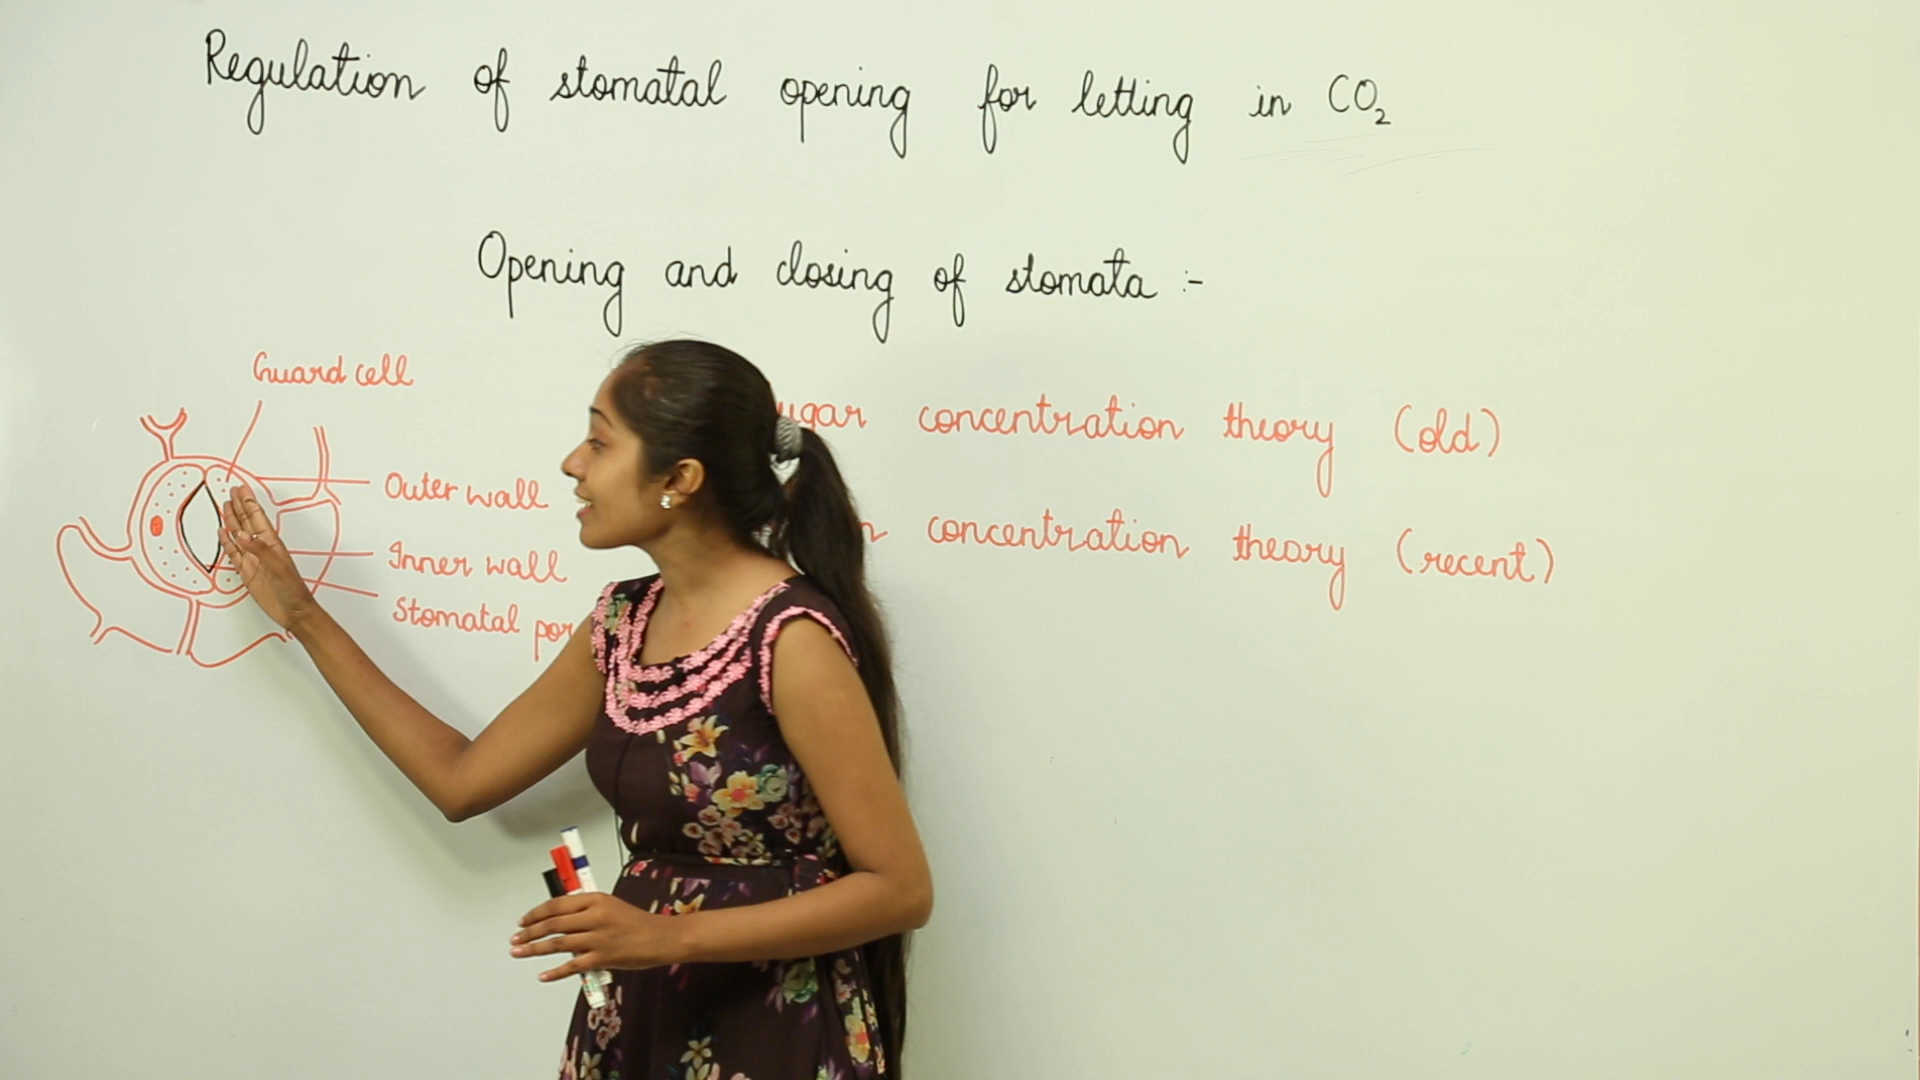 Regulation of stomatal opening for letting in CO₂
Opening and closing of stomata :-
Guard cell
Outer wall
Inner wall
Stomatal
concentration theory (old)
concentration theory (recent)